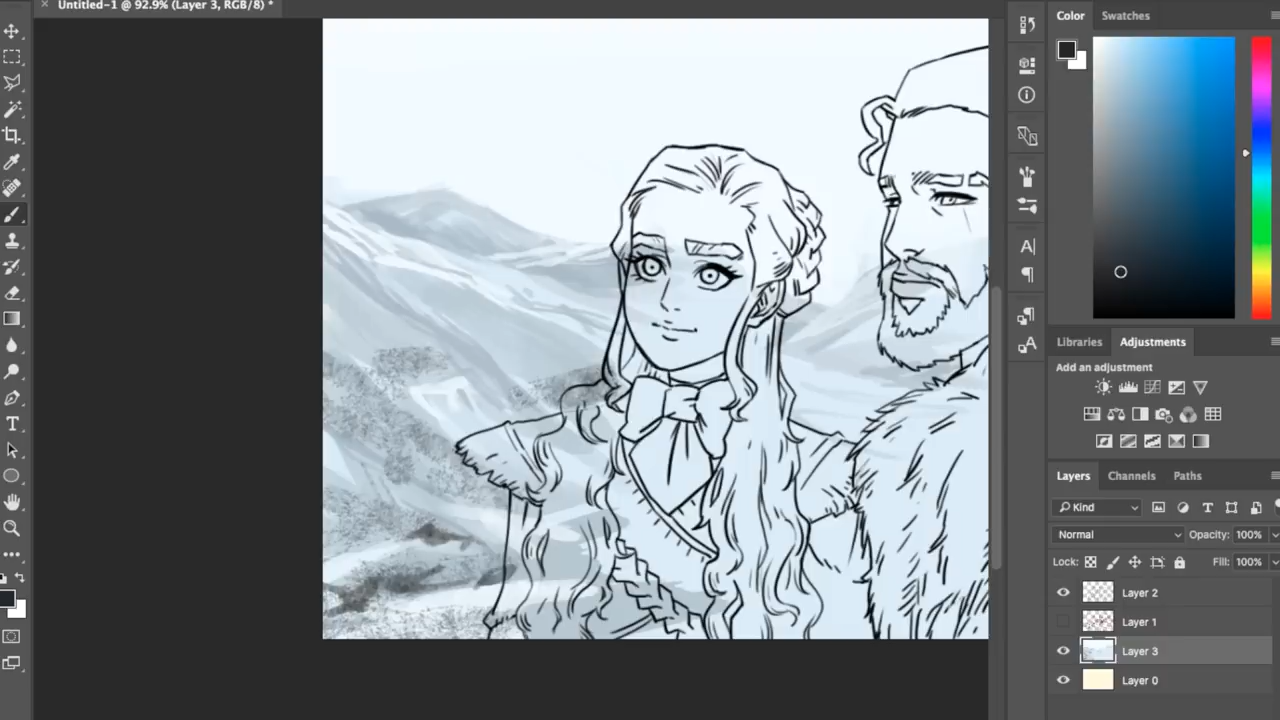 Untitled-1 @ 92.9% (Layer 3, RGB/8) *
Color
Swatches
Libraries
Adjustments
Add an adjustment
Layers
Channels
Paths
Kind
Normal
Opacity: 100%
Lock:
Fill: 100%
Layer 2
Layer 1
Layer 3
Layer 0